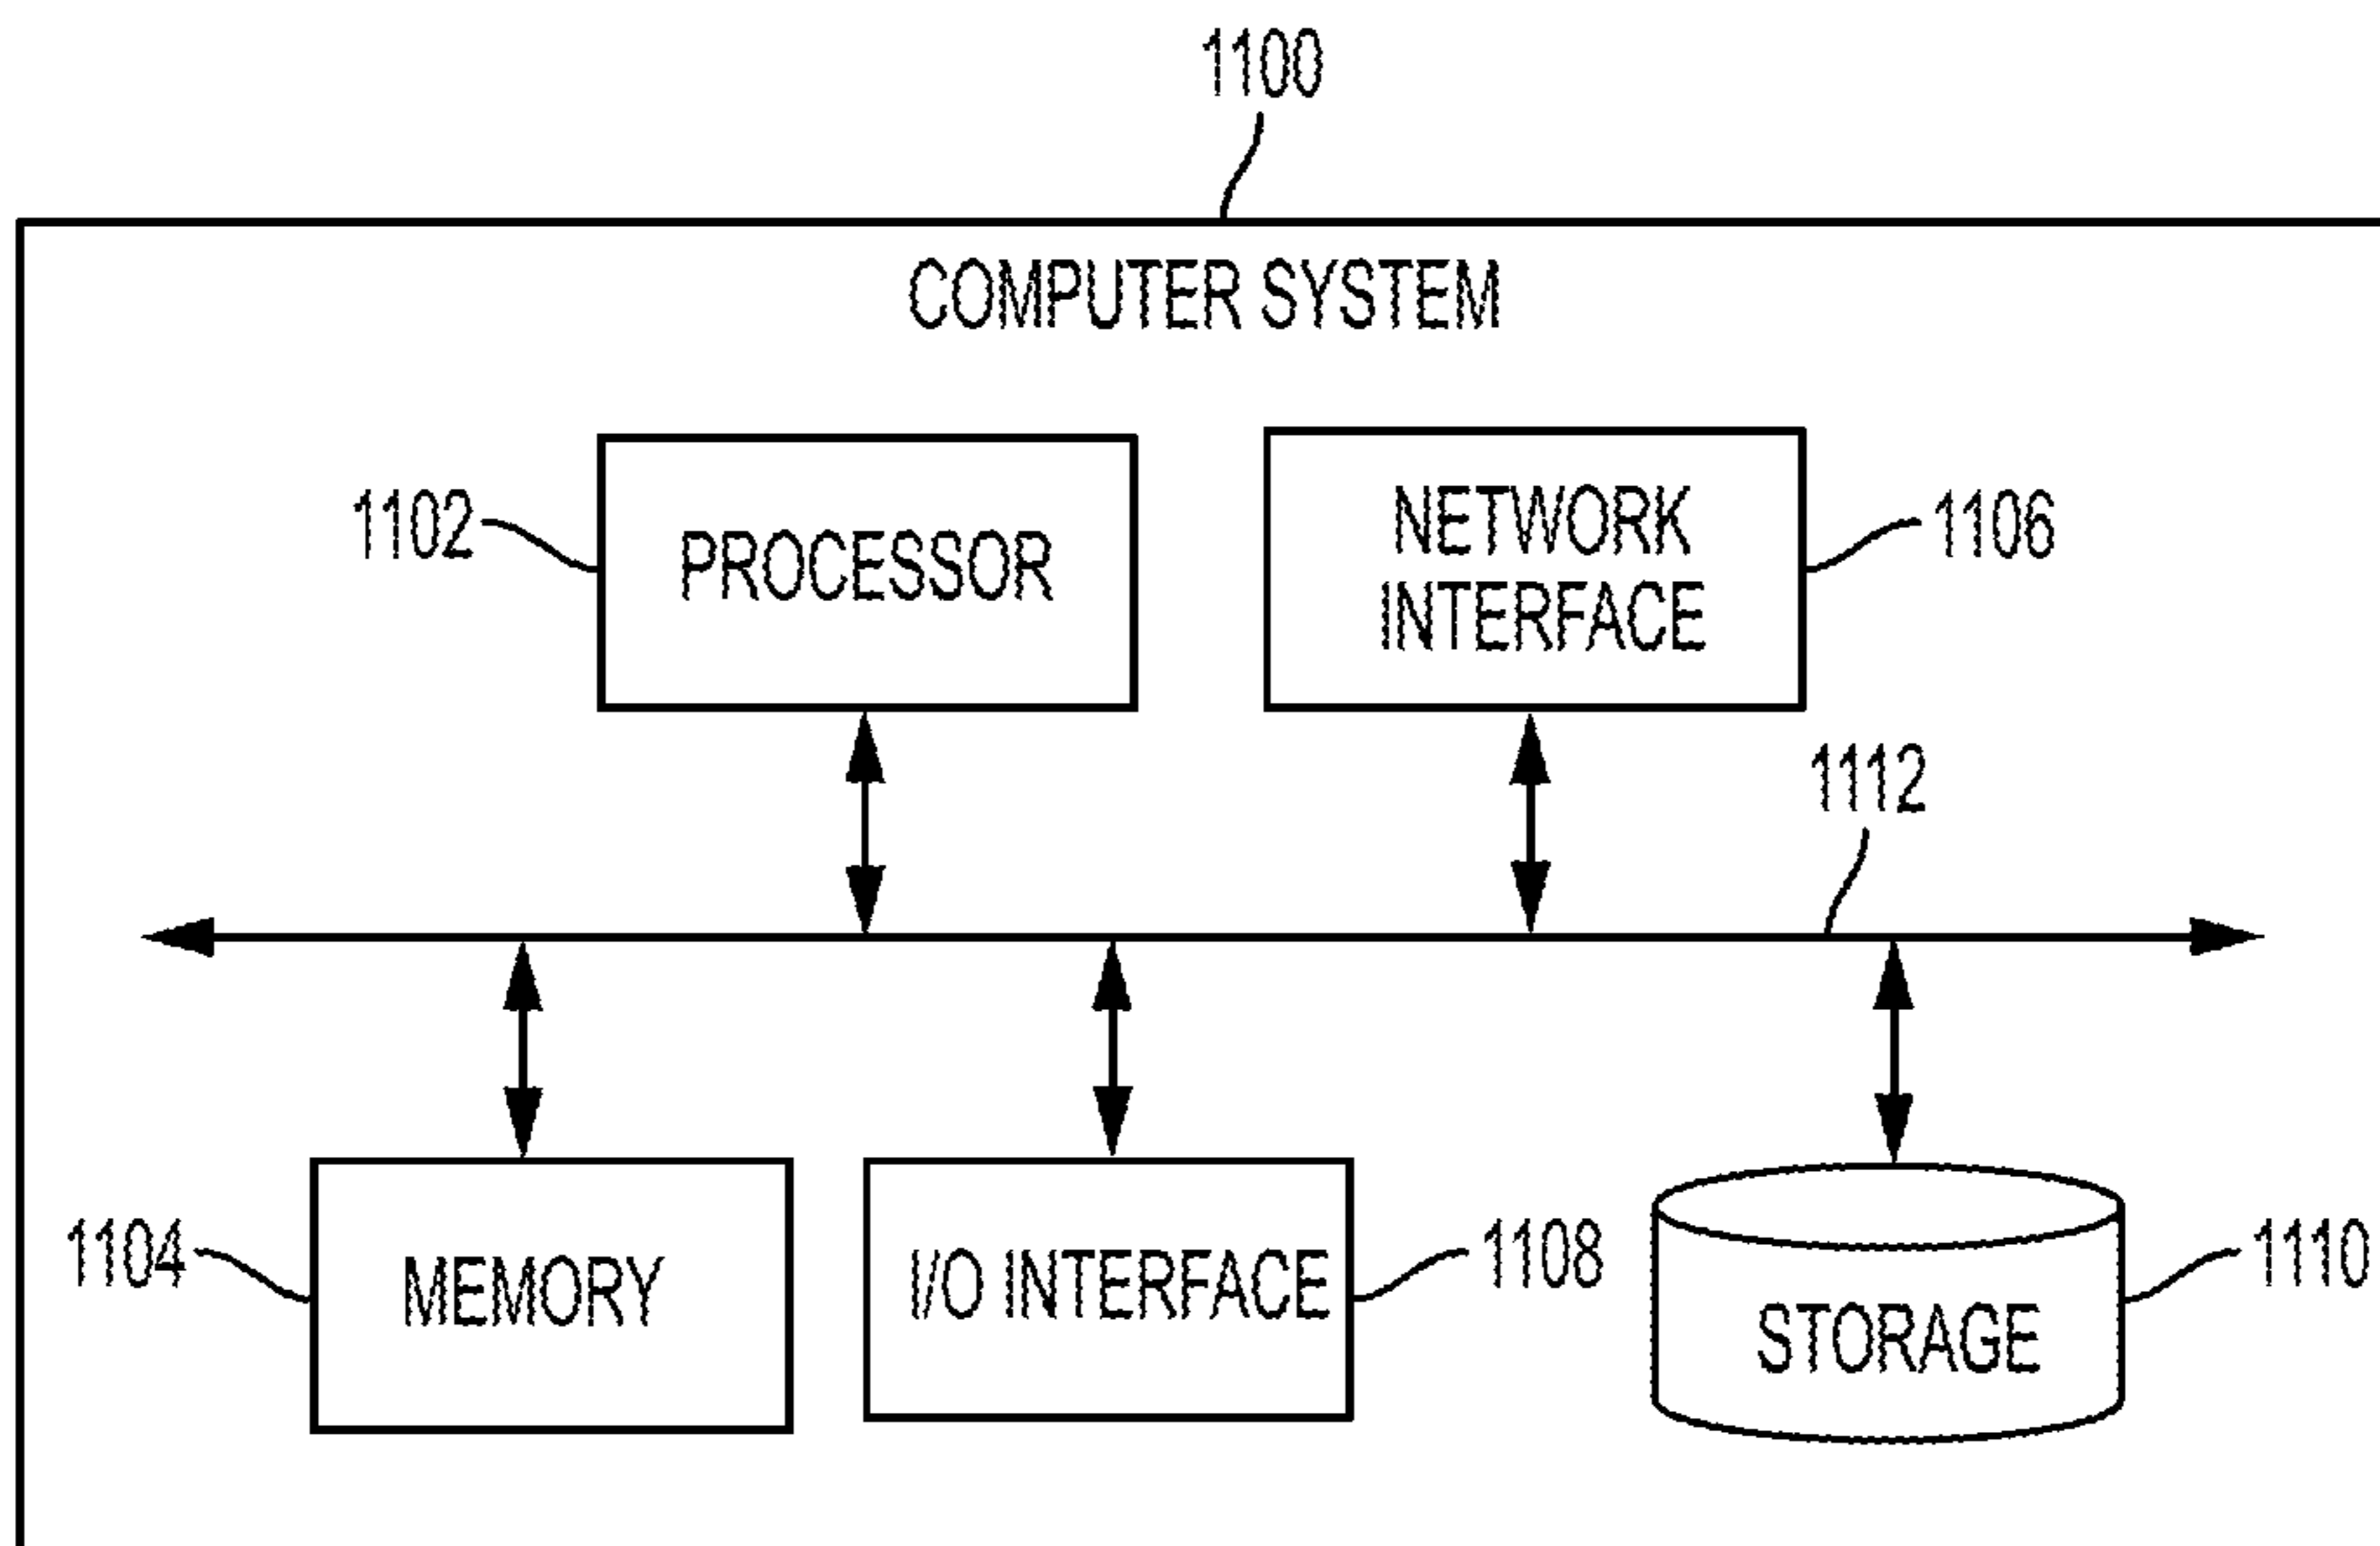 1100
COMPUTER SYSTEM
1102
PROCESSOR
NETWORK
INTERFACE
1106
1112
1104
MEMORY
I/O INTERFACE
1108
STORAGE
1110